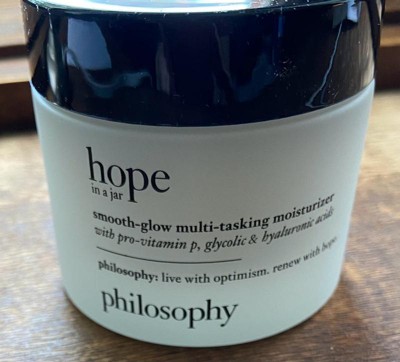 hope
in a jar
smooth-glow multi-tasking moisturizer
with pro-vitamin p, glycolic & hyaluronic acids
philosophy: live with optimism. renew with hope.
philosophy